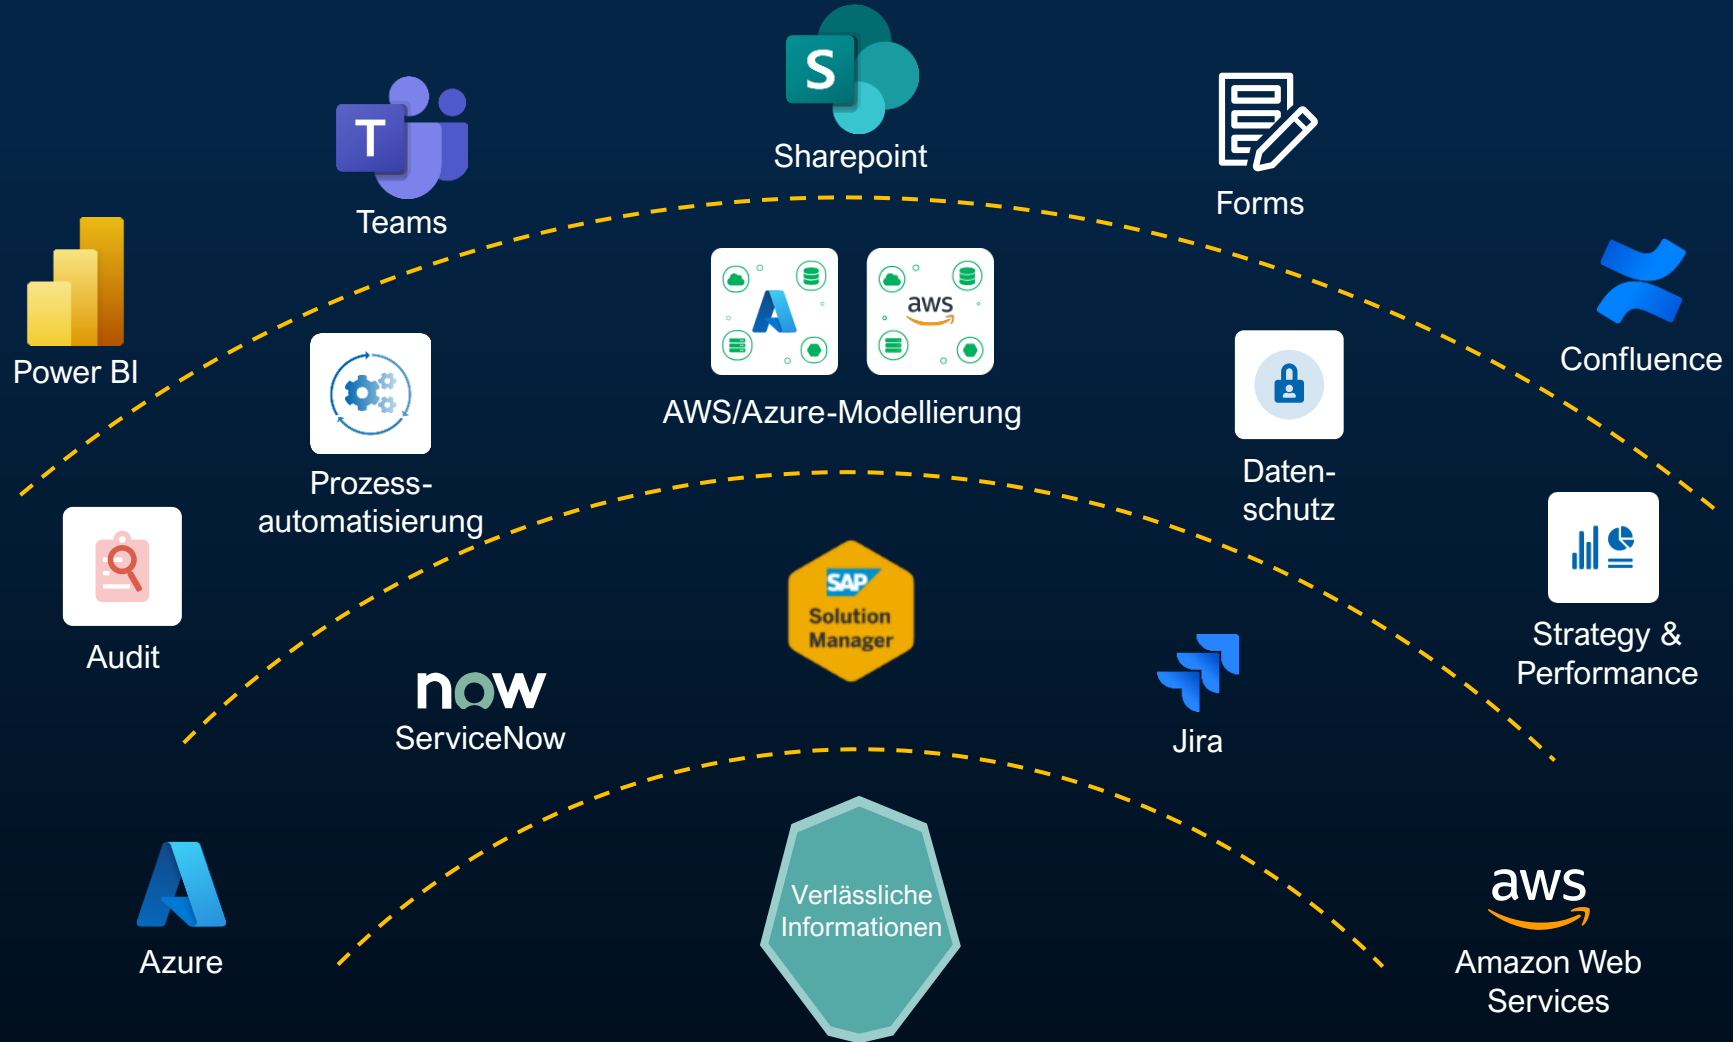 S
Sharepoint
T
Teams
Forms
Power BI
Confluence
aws
AWS/Azure-Modellierung
Prozess-
automatisierung
Daten-
schutz
Audit
SAP
Solution
Manager
Strategy &
Performance
now
ServiceNow
Jira
Verlässliche
Informationen
Azure
aws
Amazon Web
Services